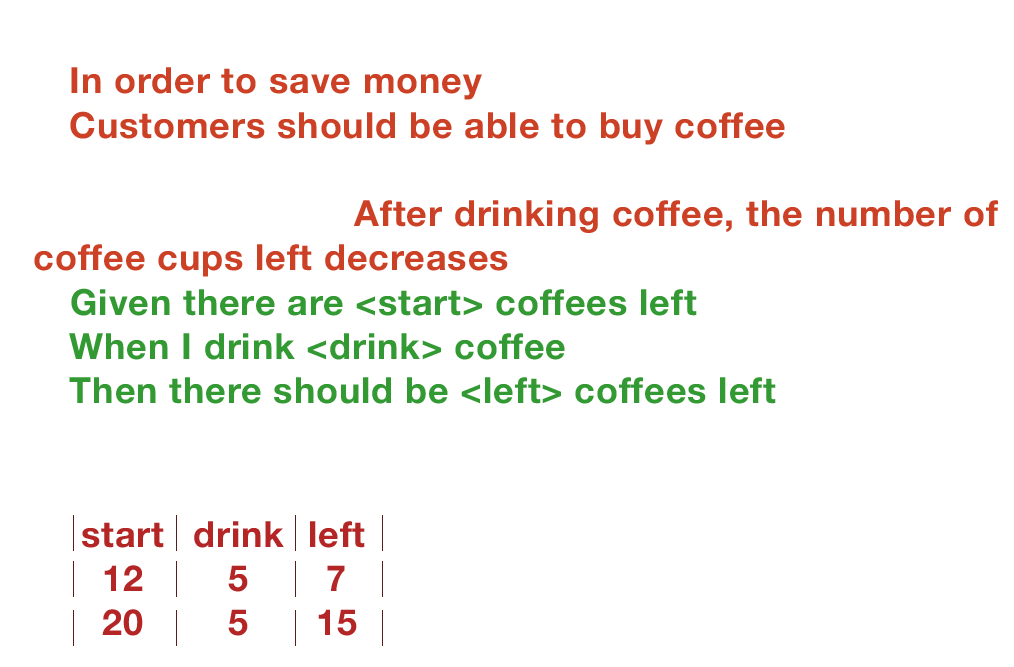 In order to save money
Customers should be able to buy coffee
After drinking coffee, the number of
coffee cups left decreases
Given there are <start> coffees left
When I drink <drink> coffee
Then there should be <left> coffees left
| start | drink | left |
| 12 | 5 | 7 |
| 20 | 5 | 15 |